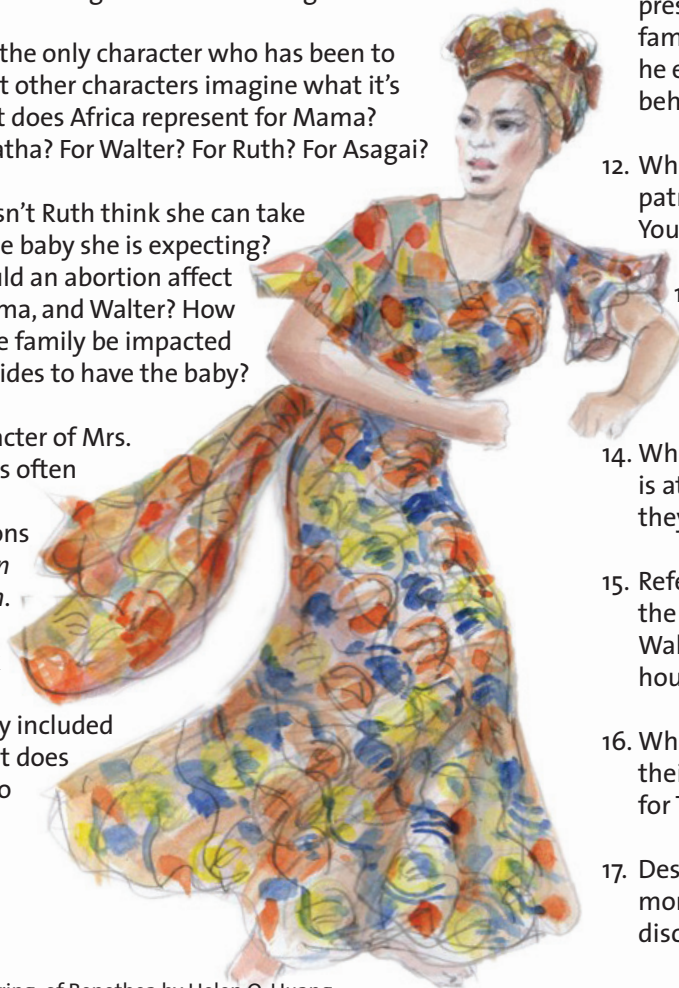 the only character who has been to
t other characters imagine what it's
t does Africa represent for Mama?
atha? For Walter? For Ruth? For Asagai?
sn't Ruth think she can take
e baby she is expecting?
uld an abortion affect
ma, and Walter? How
e family be impacted
ides to have the baby?
acter of Mrs.
s often
ons
n
n.
y included
t does
o
of Beneatha by Helen Q. Huang
fam
he e
beh
12. Wh
patr
You
1
14. Wh
is at
they
15. Refe
the
Wal
hou
16. Wh
thei
for T
17. Des
mor
disc